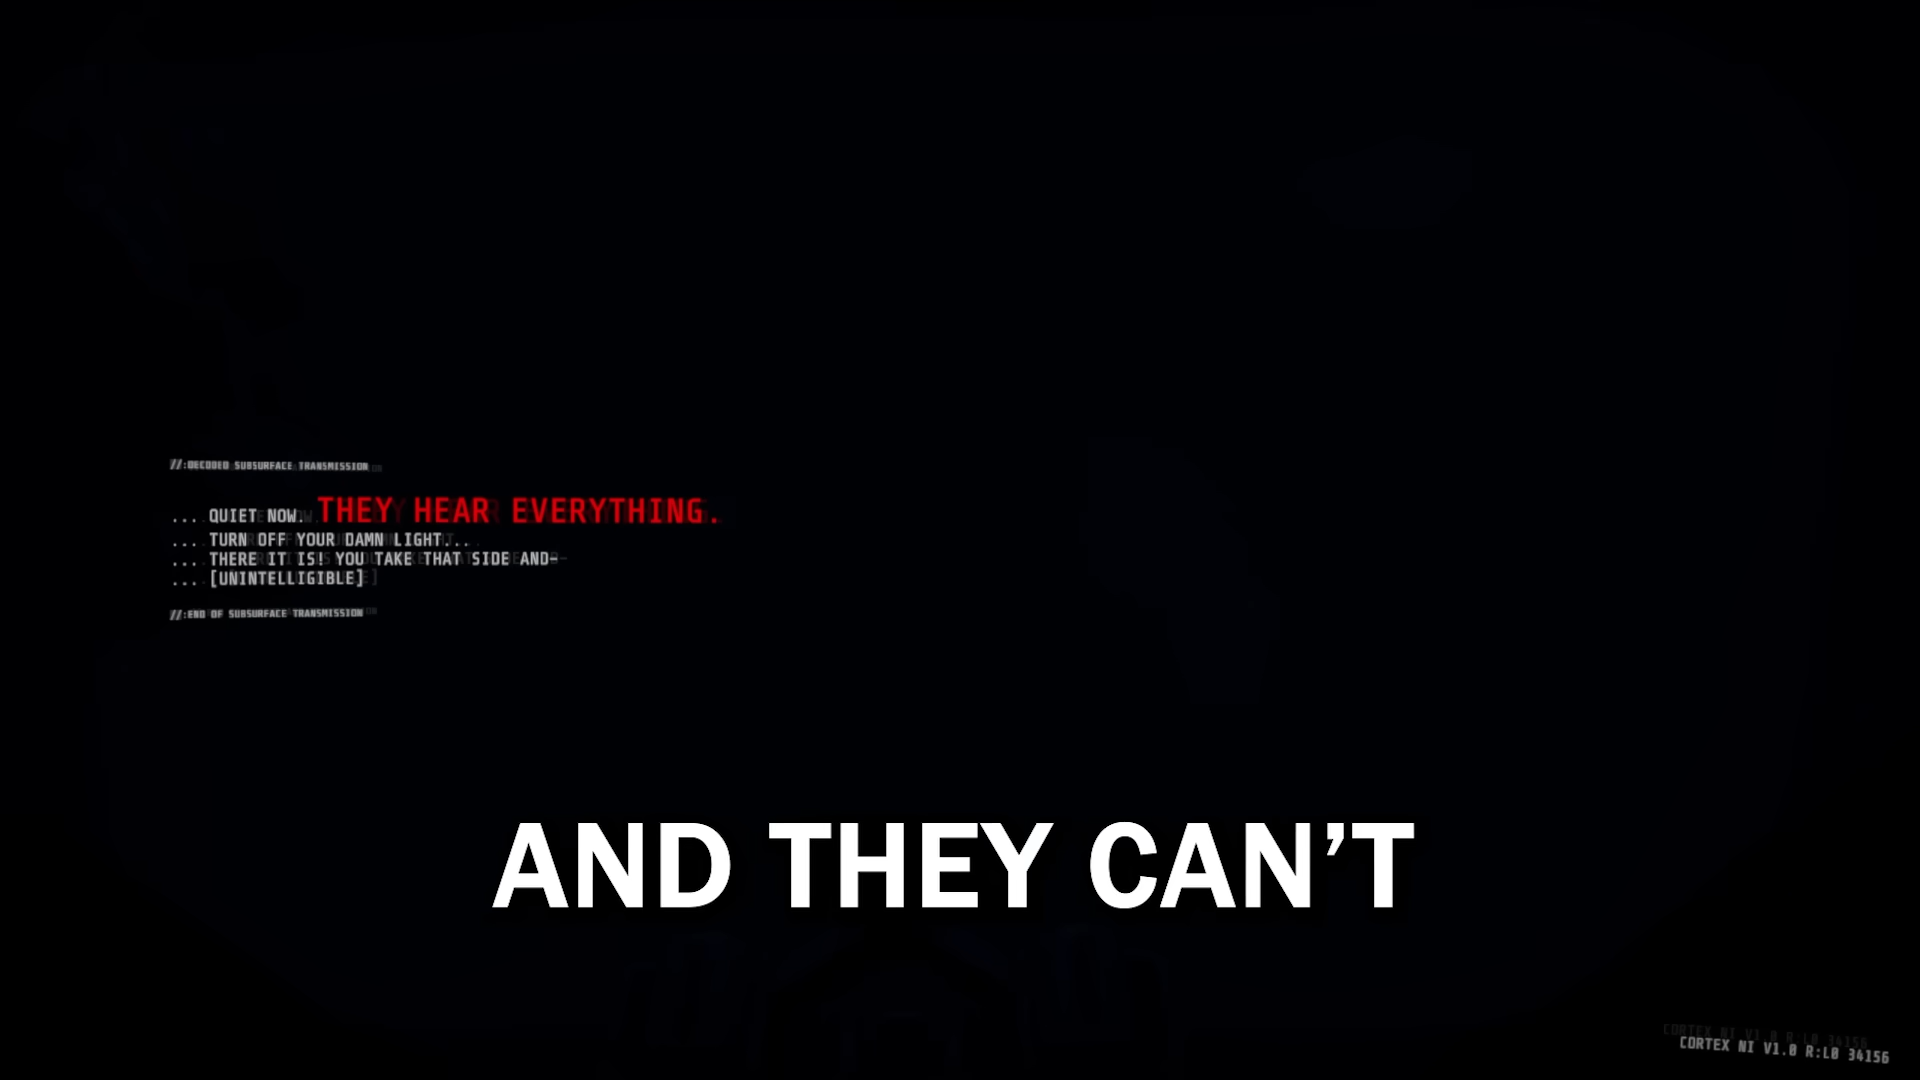 //:DECODED SUBSURFACE TRANSMISSION
... QUIET NOW. THEY HEAR EVERYTHING.
... TURN OFF YOUR DAMN LIGHT...
... THERE IT IS! YOU TAKE THAT SIDE AND-
... [UNINTELLIGIBLE]
//:END OF SUBSURFACE TRANSMISSION
AND THEY CAN’T
CORTEX NI V1.0 R:L0 34156